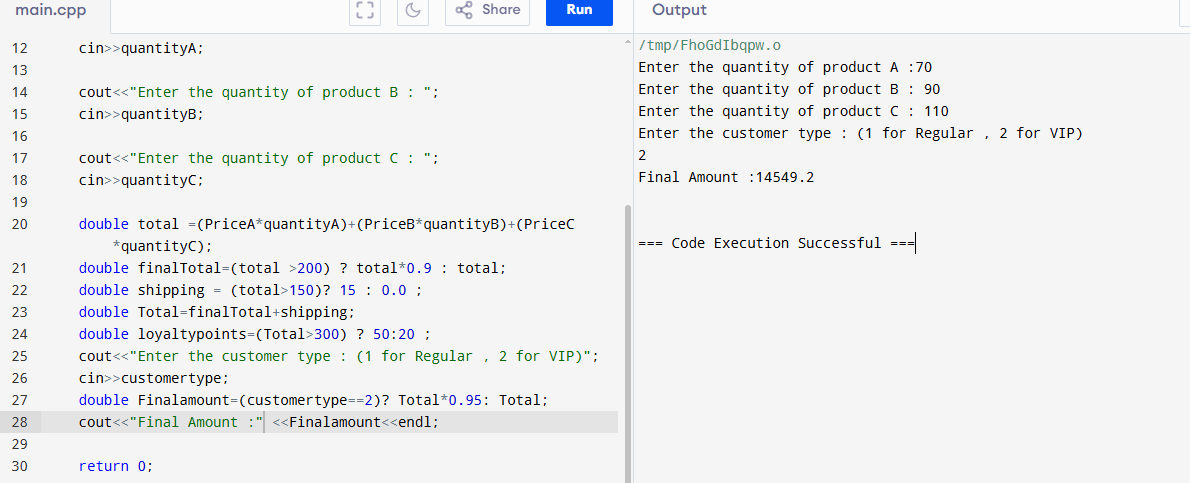 main.cpp
Share
Run
Output
12 cin>>quantityA;
13
14 cout<<"Enter the quantity of product B : ";
15 cin>>quantityB;
16
17 cout<<"Enter the quantity of product C : ";
18 cin>>quantityC;
19
20 double total =(PriceA*quantityA)+(PriceB*quantityB)+(PriceC
*quantityC);
21 double finalTotal=(total >200) ? total*0.9 : total;
22 double shipping = (total>150)? 15 : 0.0 ;
23 double Total=finalTotal+shipping;
24 double loyaltypoints=(Total>300) ? 50:20 ;
25 cout<<"Enter the customer type : (1 for Regular , 2 for VIP)";
26 cin>>customertype;
27 double Finalamount=(customertype==2)? Total*0.95: Total;
28 cout<<"Final Amount :" <<Finalamount<<endl;
29
30 return 0;
/tmp/FhoGdIbqpw.o
Enter the quantity of product A :70
Enter the quantity of product B : 90
Enter the quantity of product C : 110
Enter the customer type : (1 for Regular , 2 for VIP)
2
Final Amount :14549.2
=== Code Execution Successful ===